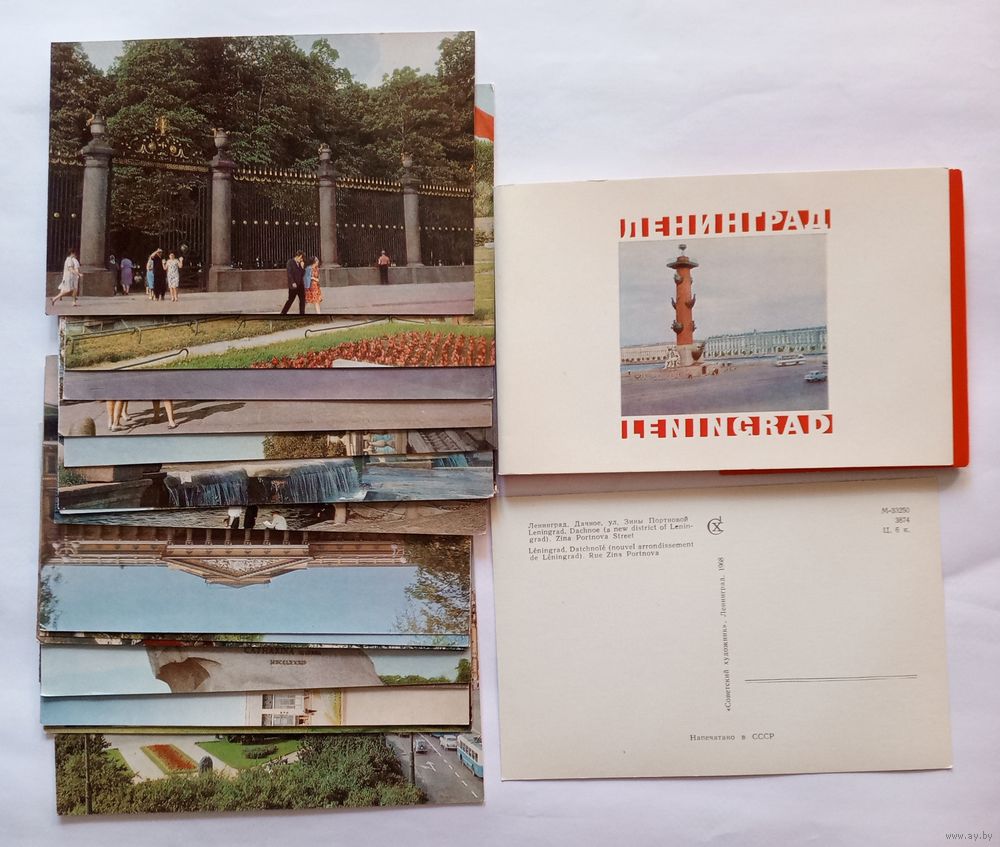 ЛЕНИНГРАД
LENINGRAD
Ленинград. Дачное, ул. Зины Портновой
Leningrad. Dachnoe (a new district of Lenin-
grad). Zina Portnova Street
Léningrad. Datchnoïé (nouvel arrondissement
de Léningrad). Rue Zina Portnova
М-33250
3874
Ц. 6 к.
«Советский художник». Ленинград. 1968
Напечатано в СССР
www.ay.by